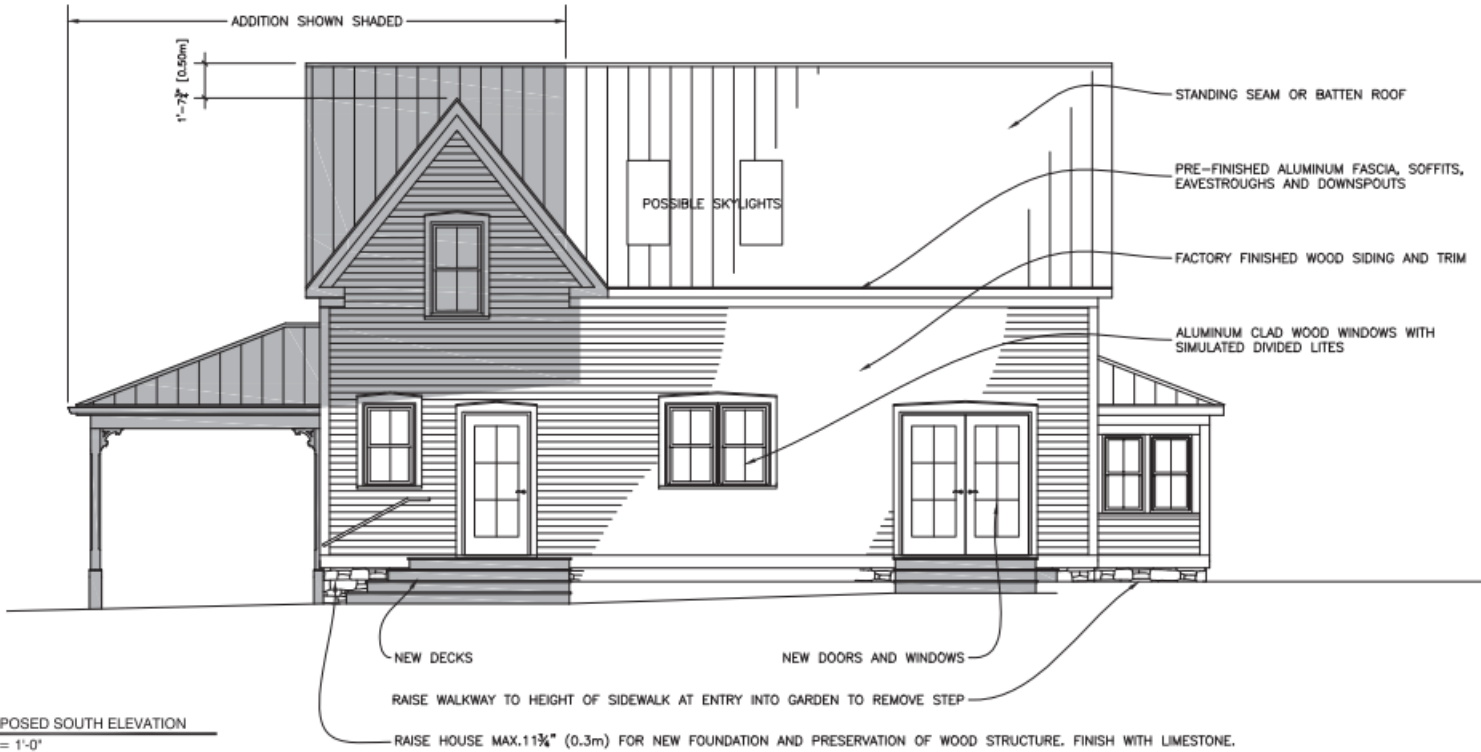 ADDITION SHOWN SHADED
1'-7¾" [0.50m]
STANDING SEAM OR BATTEN ROOF
PRE-FINISHED ALUMINUM FASCIA, SOFFITS,
EAVESTROUGHS AND DOWNSPOUTS
POSSIBLE SKYLIGHTS
FACTORY FINISHED WOOD SIDING AND TRIM
ALUMINUM CLAD WOOD WINDOWS WITH
SIMULATED DIVIDED LITES
NEW DECKS
NEW DOORS AND WINDOWS
RAISE WALKWAY TO HEIGHT OF SIDEWALK AT ENTRY INTO GARDEN TO REMOVE STEP
POSED SOUTH ELEVATION
= 1'-0"
RAISE HOUSE MAX.11¾" (0.3m) FOR NEW FOUNDATION AND PRESERVATION OF WOOD STRUCTURE. FINISH WITH LIMESTONE.